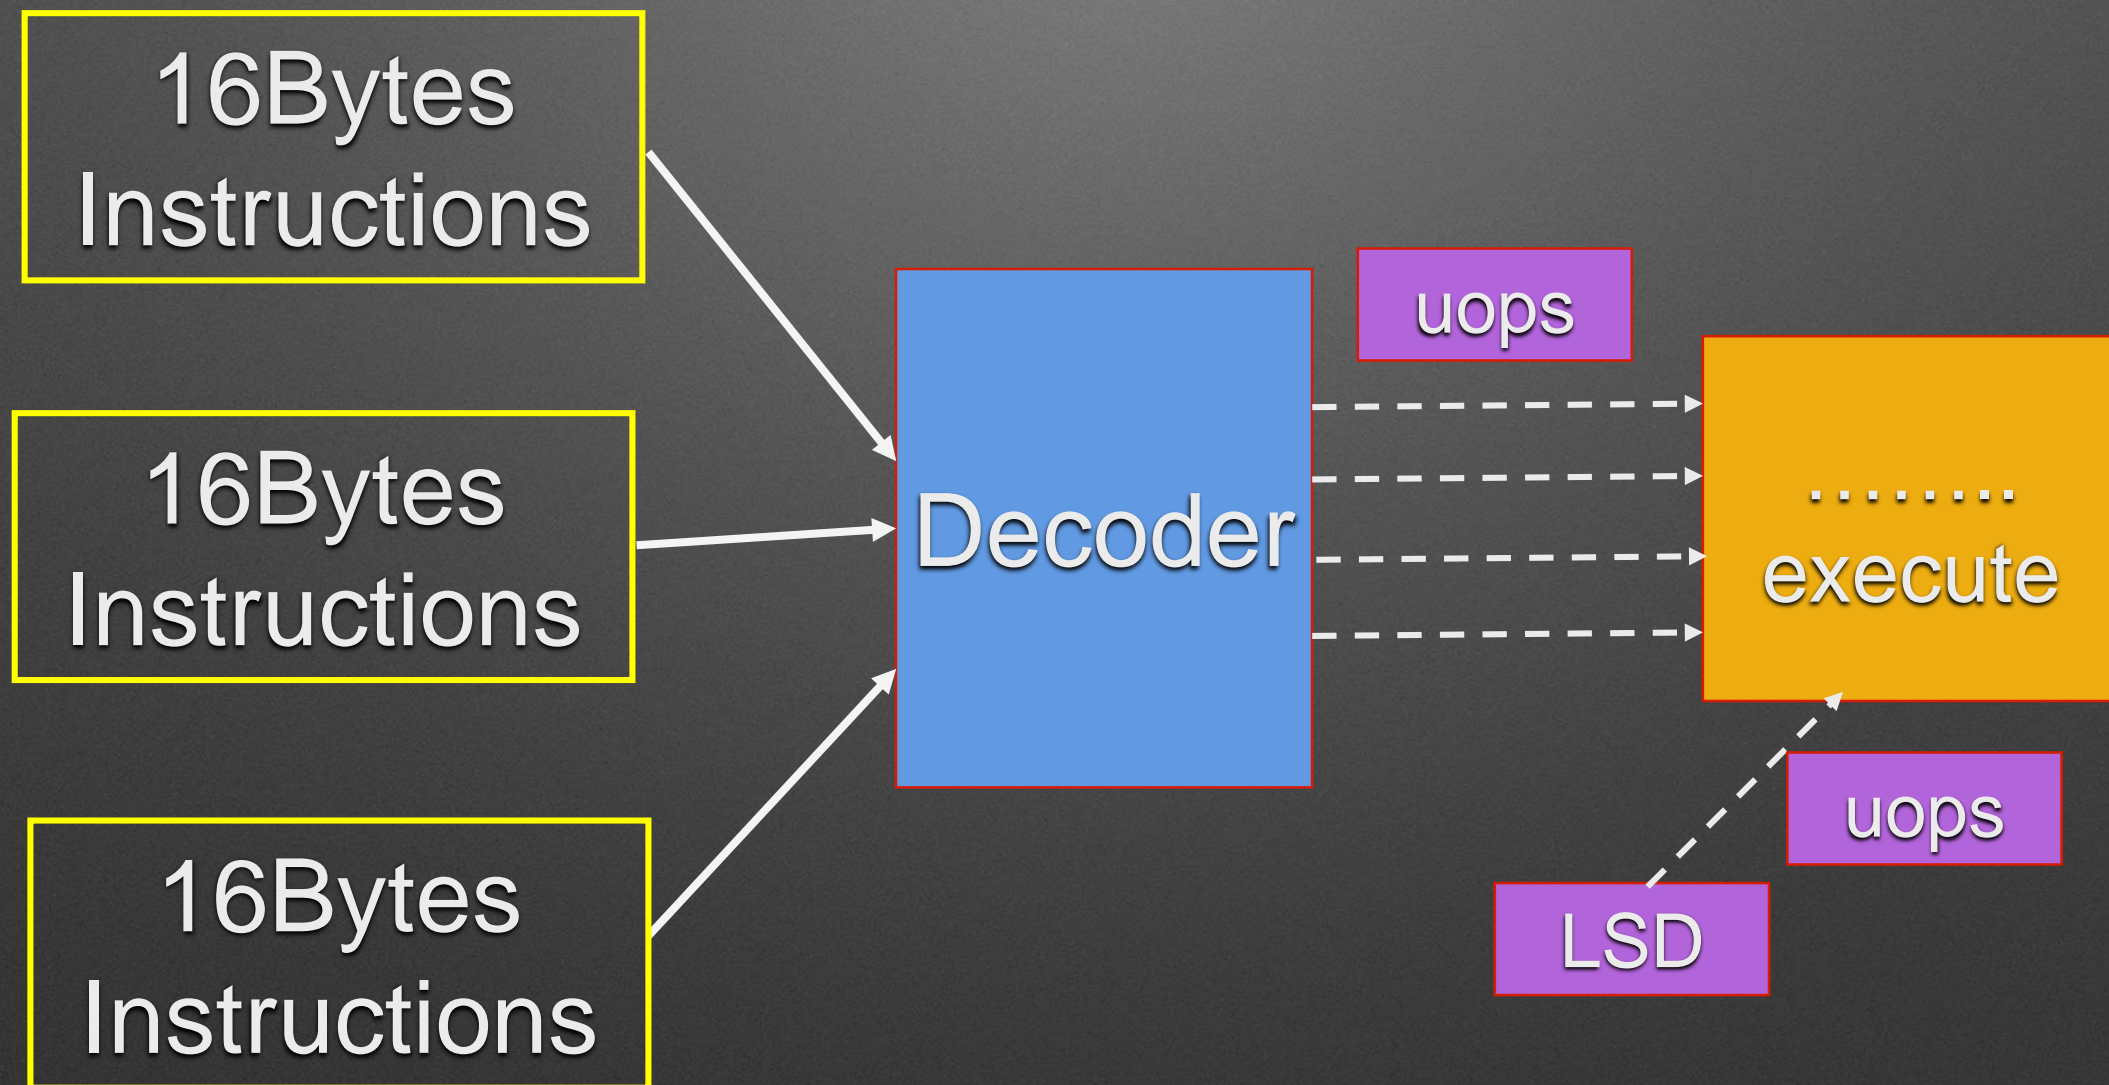 16Bytes
Instructions
16Bytes
Instructions
16Bytes
Instructions
Decoder
uops
........
execute
uops
LSD